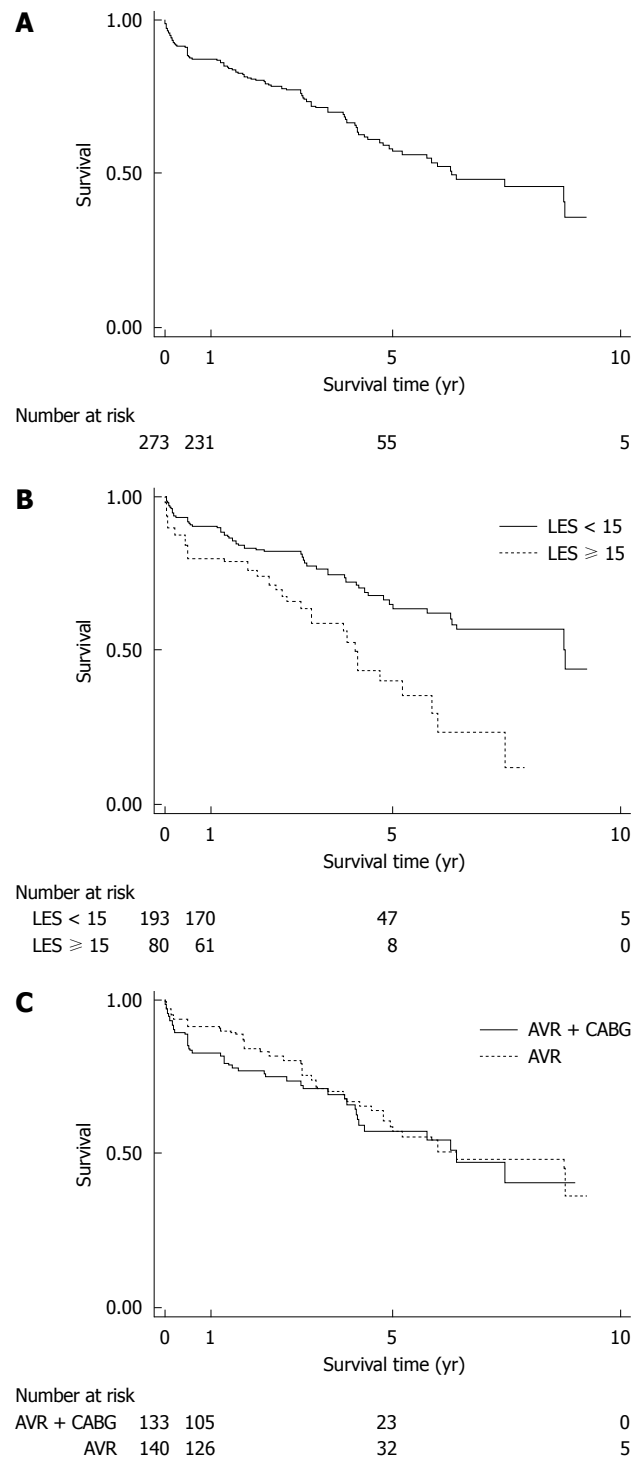 A
1.00
0.50
0.00
Survival
0 1 5 10
Survival time (yr)
Number at risk
273 231 55 5
B
1.00
0.50
0.00
Survival
LES < 15
LES ⩾ 15
0 1 5 10
Survival time (yr)
Number at risk
LES < 15 193 170 47 5
LES ⩾ 15 80 61 8 0
C
1.00
0.50
0.00
Survival
AVR + CABG
AVR
0 1 5 10
Survival time (yr)
Number at risk
AVR + CABG 133 105 23 0
AVR 140 126 32 5